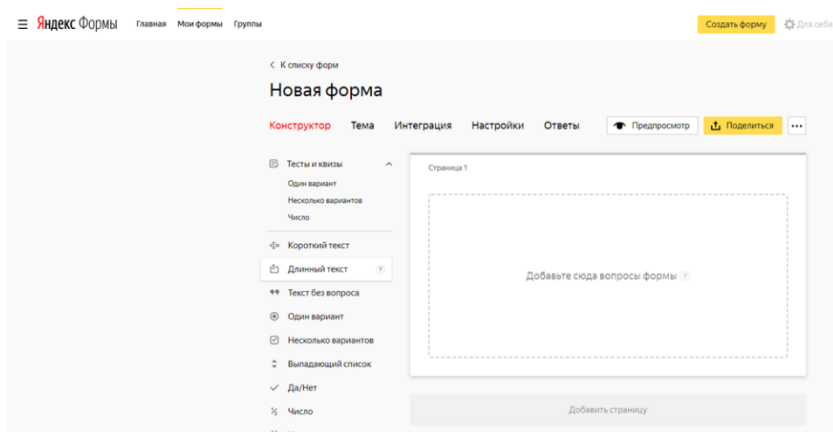 Яндекс Формы Главная Мои формы Группы Создать форму Для себя
К списку форм
Новая форма
Конструктор Тема Интеграция Настройки Ответы Предпросмотр Поделиться
Тесты и квизы
Один вариант
Несколько вариантов
Число
Короткий текст
Длинный текст ?
Текст без вопроса
Один вариант
Несколько вариантов
Выпадающий список
Да/Нет
Число
Страница 1
Добавьте сюда вопросы формы ?
Добавить страницу